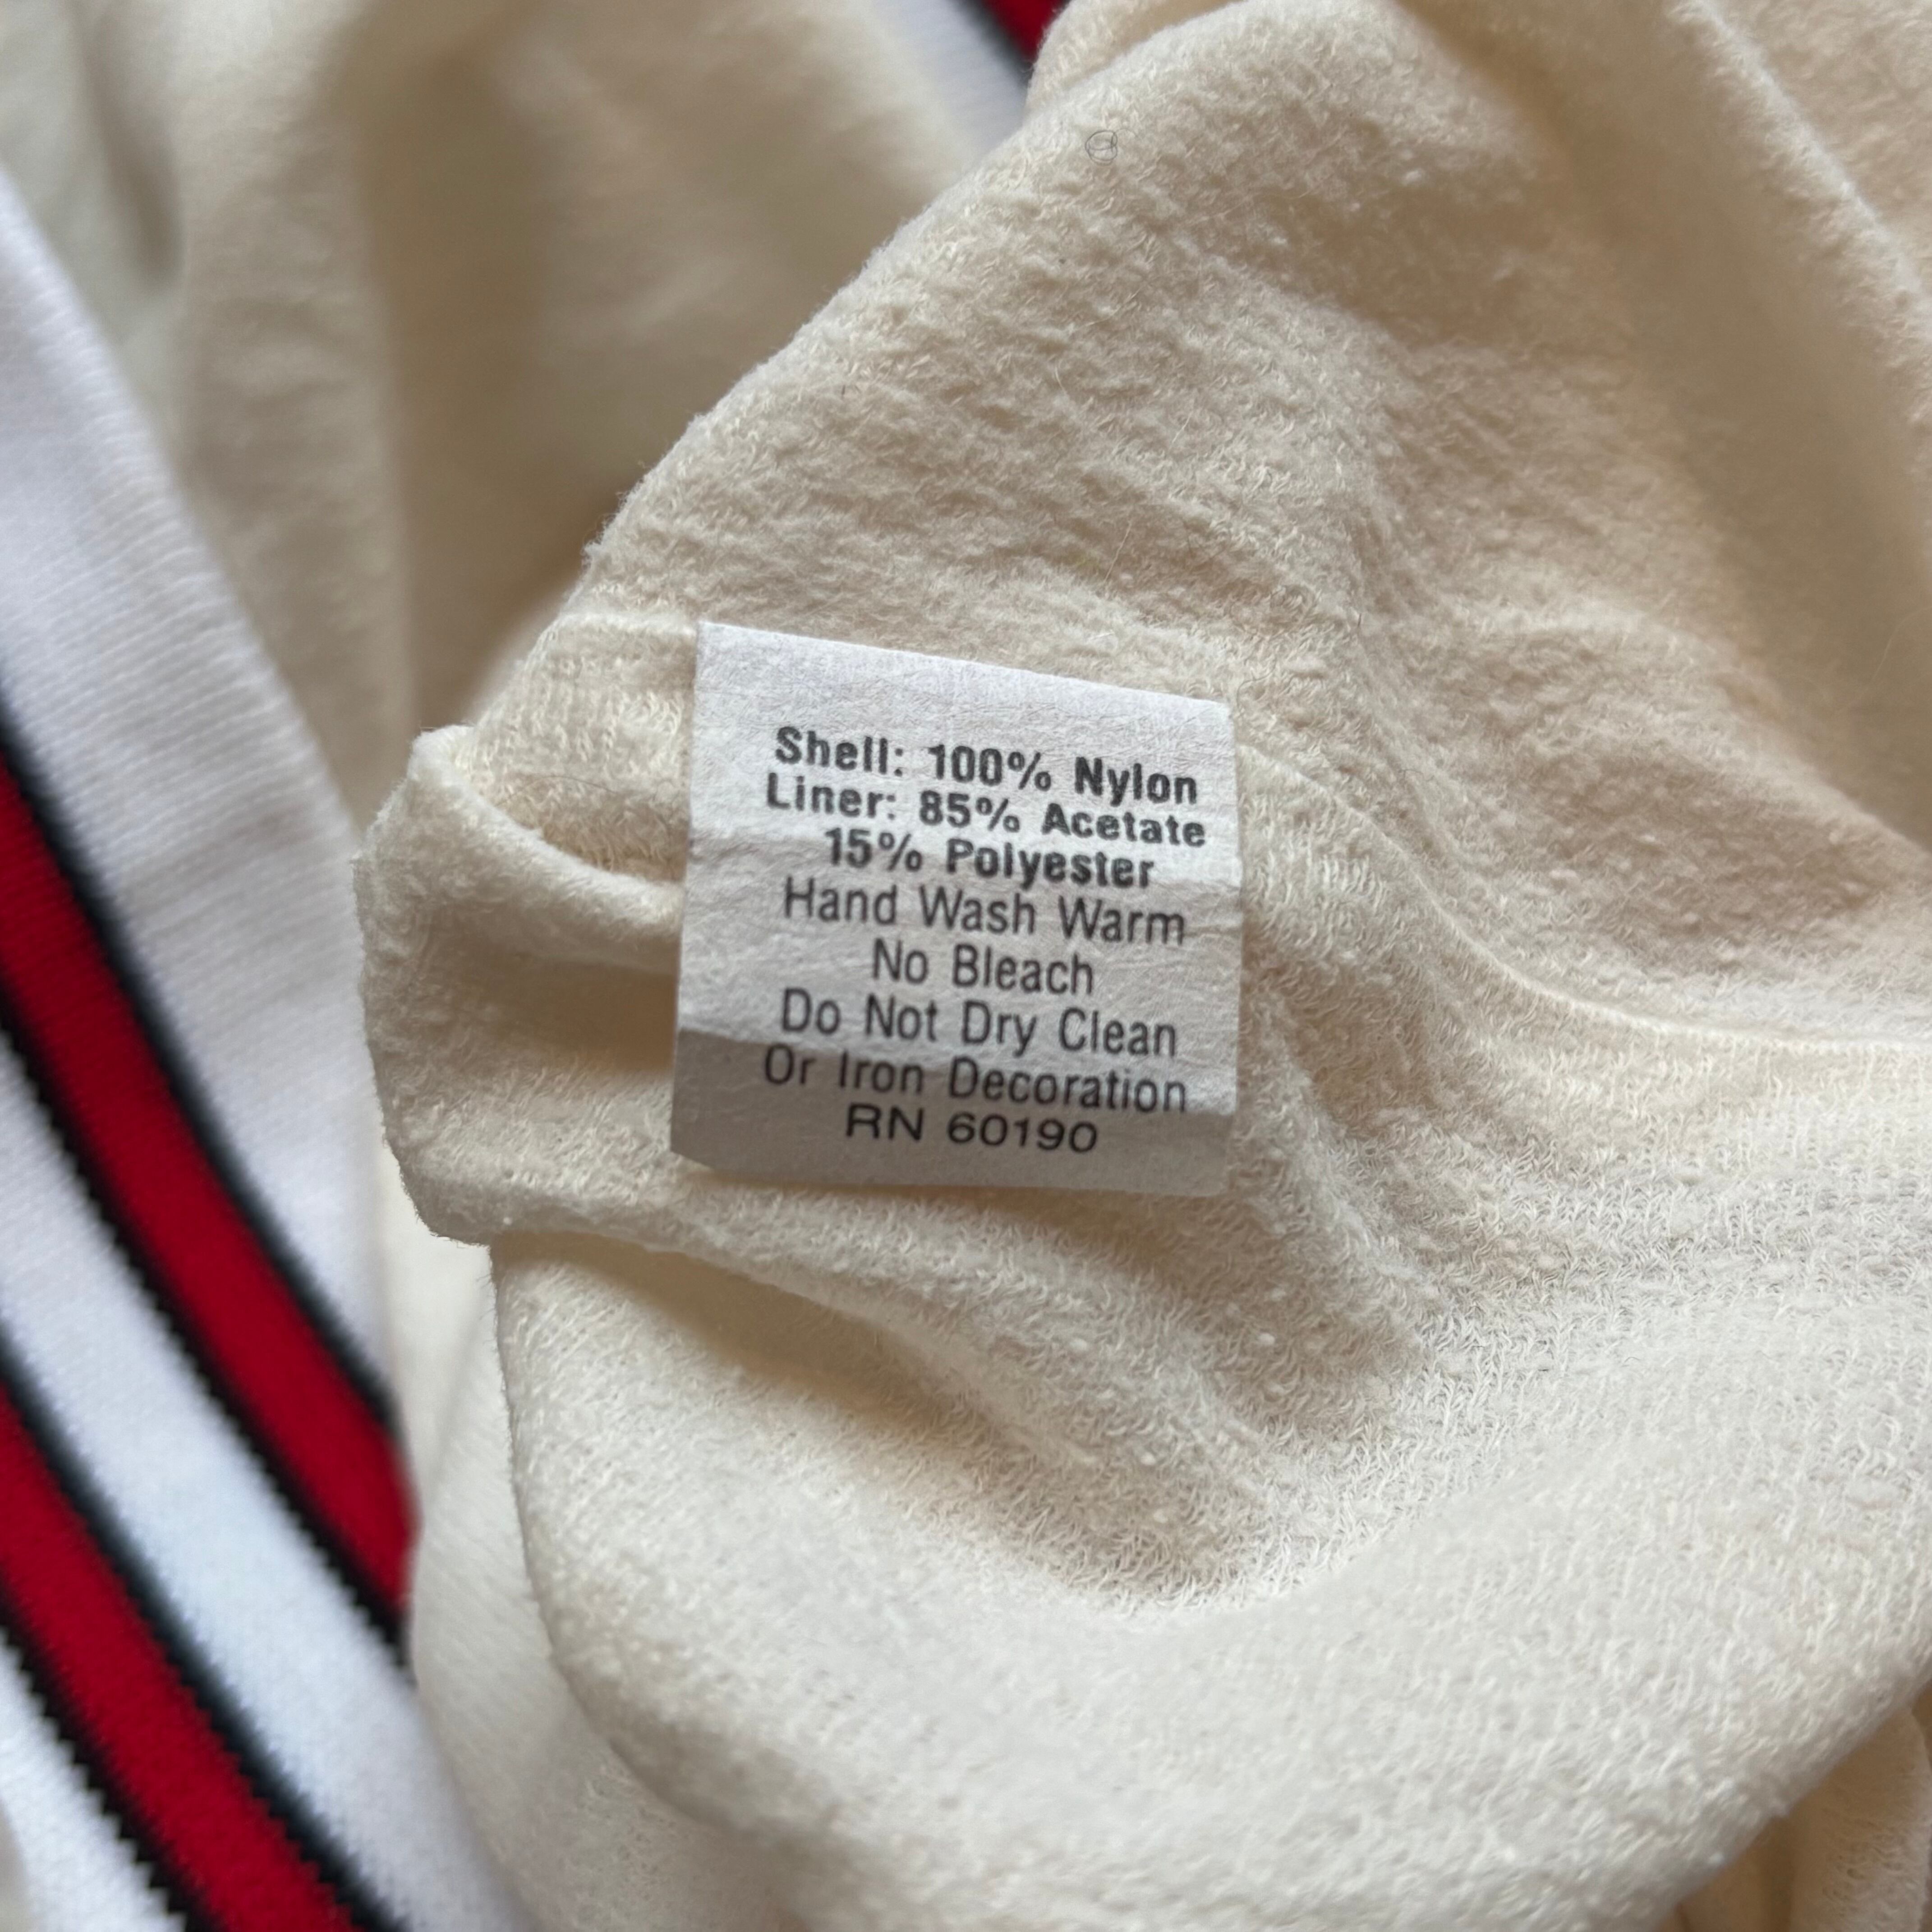 Shell: 100% Nylon
Liner: 85% Acetate
15% Polyester
Hand Wash Warm
No Bleach
Do Not Dry Clean
Or Iron Decoration
RN 60190